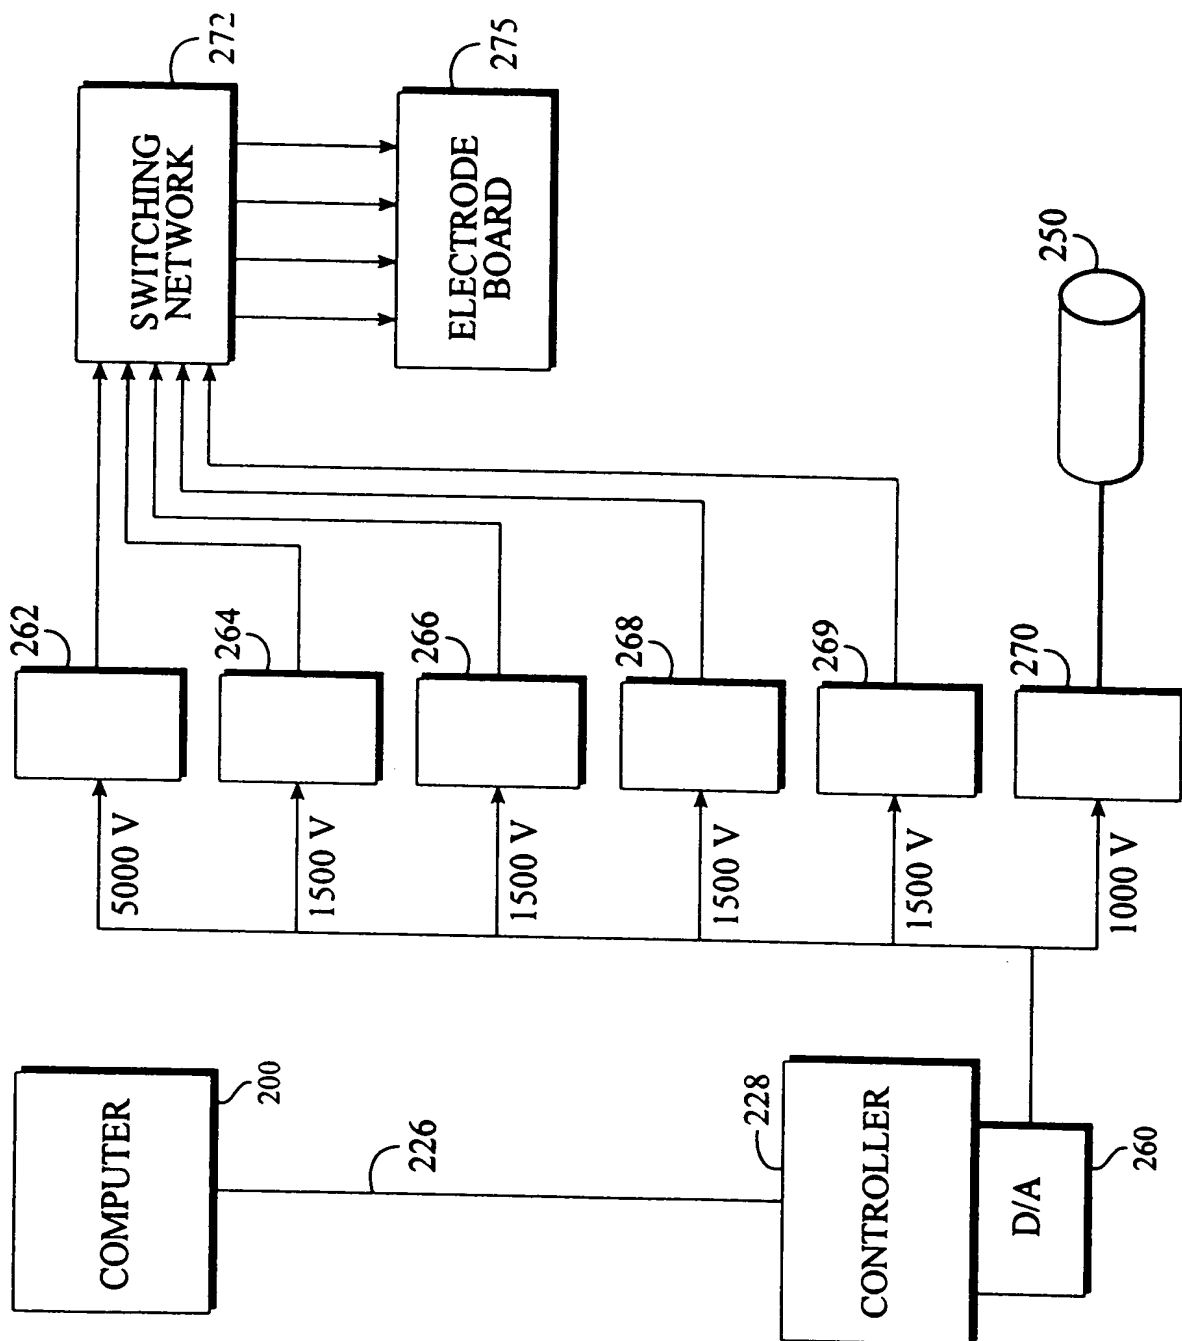 COMPUTER
200
226
228
CONTROLLER
D/A
260
5000 V
1500 V
1500 V
1500 V
1500 V
1000 V
262
264
266
268
269
270
272
SWITCHING
NETWORK
275
ELECTRODE
BOARD
250